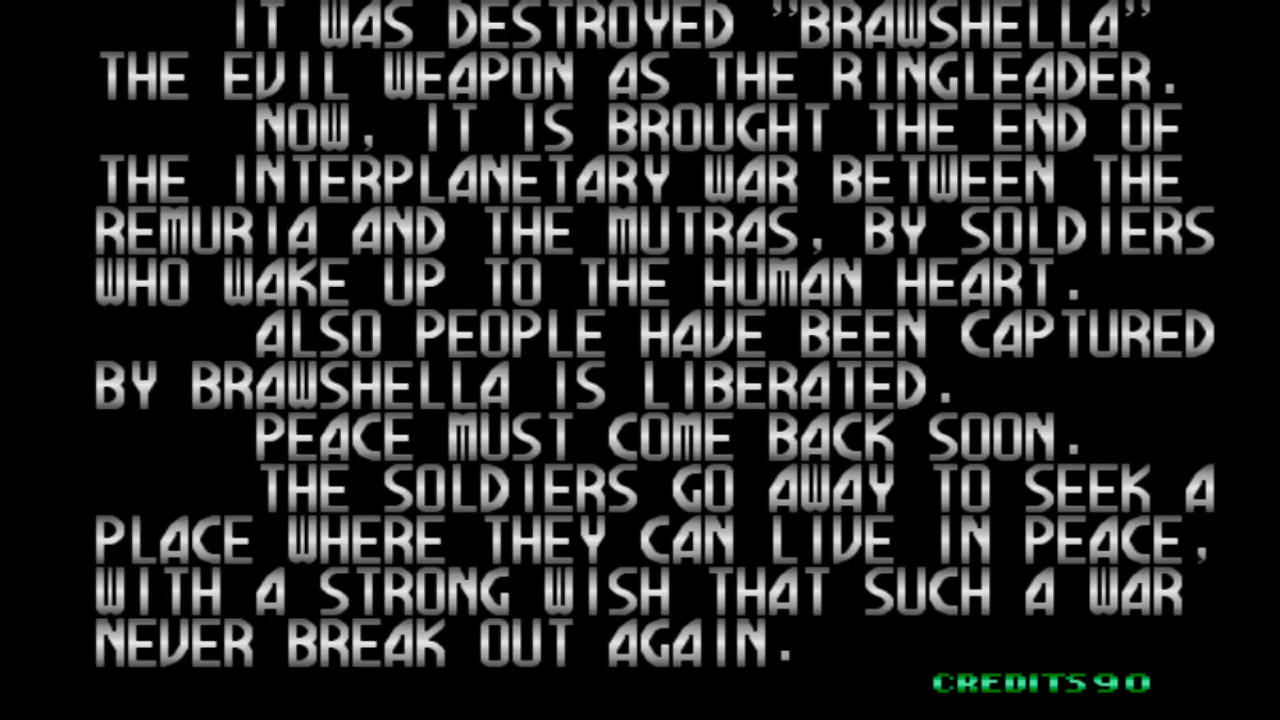 IT WAS DESTROYED "BRAWSHELLA"
THE EVIL WEAPON AS THE RINGLEADER.
NOW, IT IS BROUGHT THE END OF
THE INTERPLANETARY WAR BETWEEN THE
REMURIA AND THE MUTRAS, BY SOLDIERS
WHO WAKE UP TO THE HUMAN HEART.
ALSO PEOPLE HAVE BEEN CAPTURED
BY BRAWSHELLA IS LIBERATED.
PEACE MUST COME BACK SOON.
THE SOLDIERS GO AWAY TO SEEK A
PLACE WHERE THEY CAN LIVE IN PEACE,
WITH A STRONG WISH THAT SUCH A WAR
NEVER BREAK OUT AGAIN.
CREDITS90